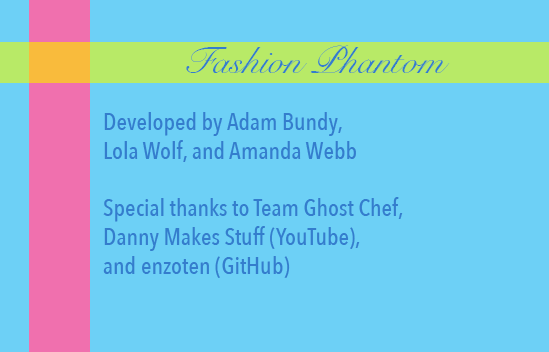 Fashion Phantom
Developed by Adam Bundy,
Lola Wolf, and Amanda Webb
Special thanks to Team Ghost Chef,
Danny Makes Stuff (YouTube),
and enzoten (GitHub)